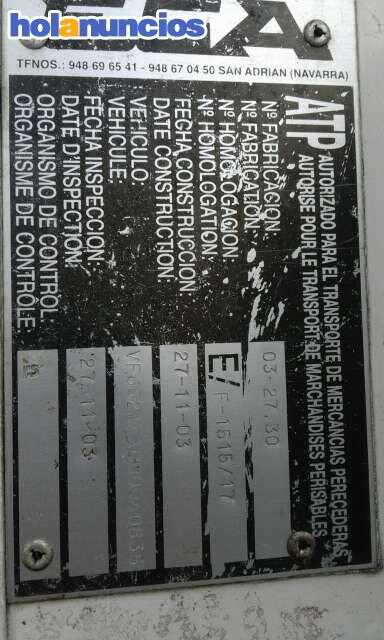 holanuncios
TFNOS.: 948 69 65 41 - 948 67 04 50 SAN ADRIAN (NAVARRA)
ATP AUTORIZADO PARA EL TRANSPORTE DE MERCANCIAS PERECEDERAS
AUTORISE POUR LE TRANSPORT DE MARCHANDISES PERISABLES
Nº FABRICACION:
Nº FABRICATION: 03-27.30
Nº HOMOLOGACION:
Nº HOMOLOGATION: E/F-1515/17
FECHA CONSTRUCCION:
DATE CONSTRUCTION: 27-11-03
VEHICULO:
VEHICULE:
FECHA INSPECCION:
DATE D'INSPECTION: 27-11-03
ORGANISMO DE CONTROL:
ORGANISME DE CONTRÔLE: